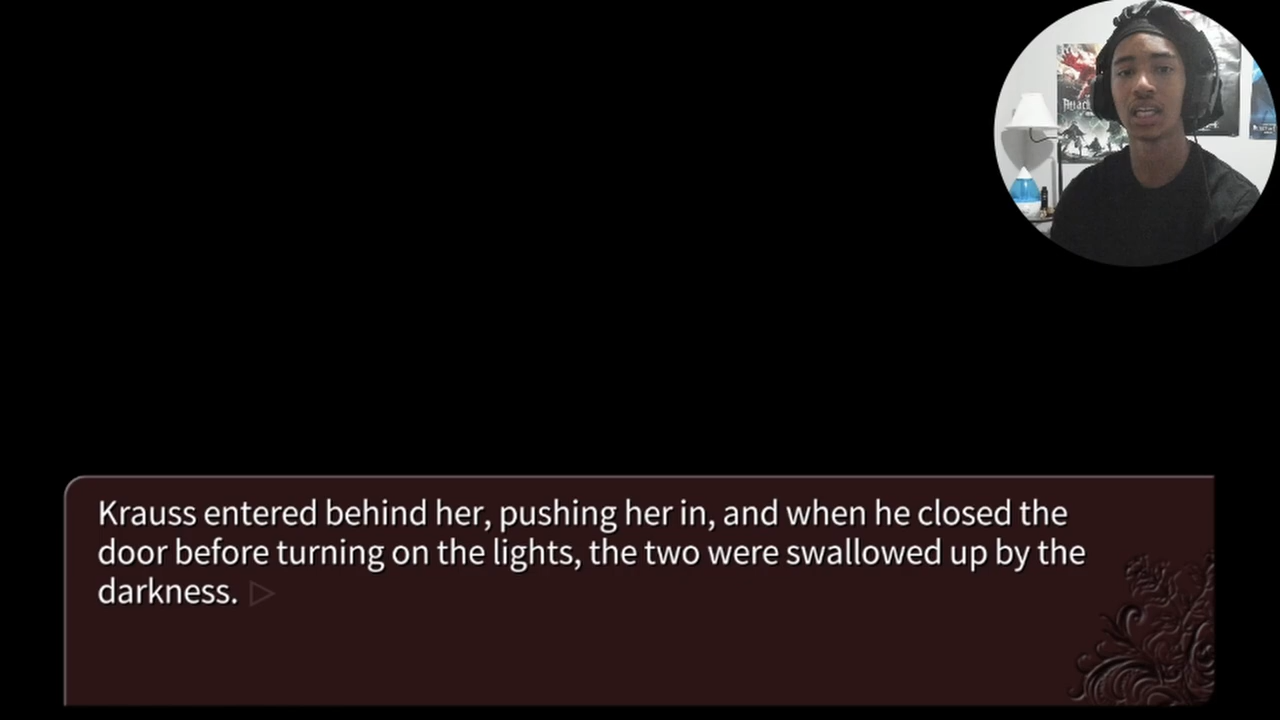 Krauss entered behind her, pushing her in, and when he closed the
door before turning on the lights, the two were swallowed up by the
darkness.